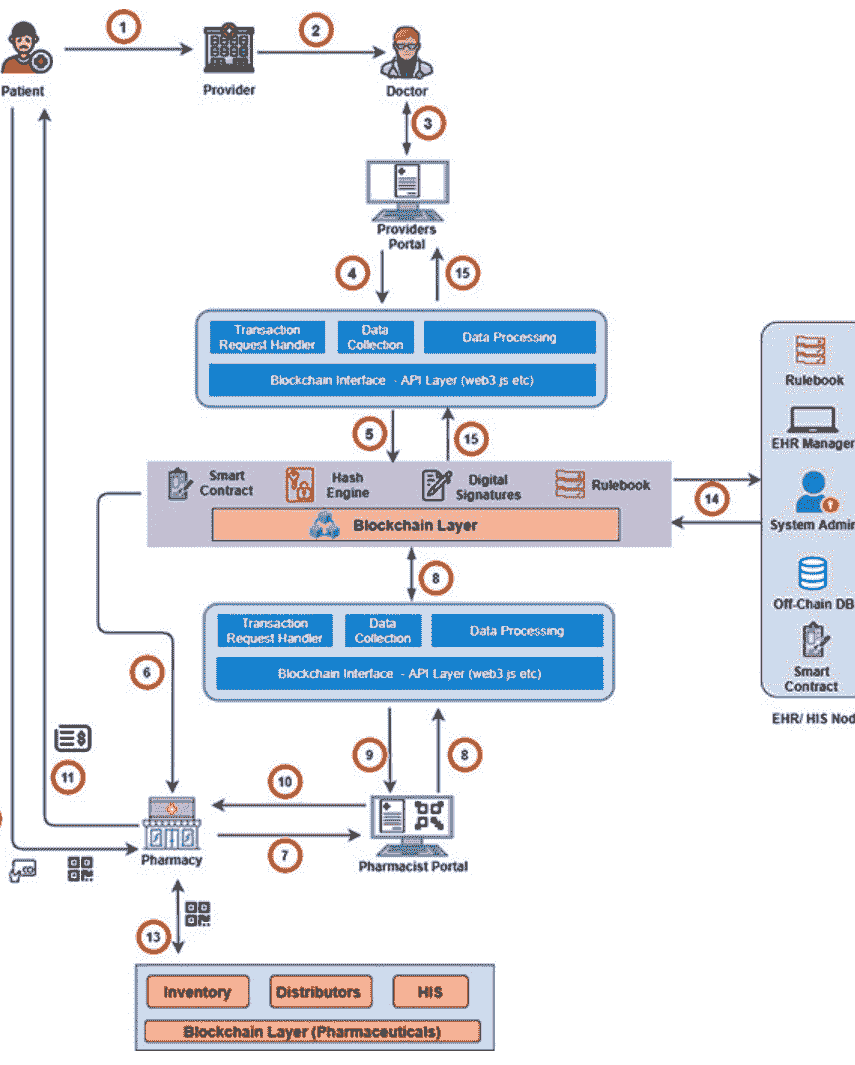 1
2
Patient
Provider
Doctor
3
Providers
Portal
4
15
Transaction
Request Handler
Data
Collection
Data Processing
Blockchain Interface - API Layer (web3 js etc)
Rulebook
EHR Manager
5
15
Smart
Contract
Hash
Engine
Digital
Signatures
Rulebook
14
System Admin
Blockchain Layer
8
Off-Chain DB
Transaction
Request Handler
Data
Collection
Data Processing
Blockchain Interface - API Layer (web3 js etc)
Smart
Contract
6
EHR/ HIS Nod
9
8
11
10
Pharmacy
7
Pharmacist Portal
13
Inventory
Distributors
HIS
Blockchain Layer (Pharmaceuticals)